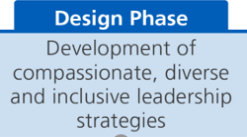 Design Phase
Development of
compassionate, diverse
and inclusive leadership
strategies